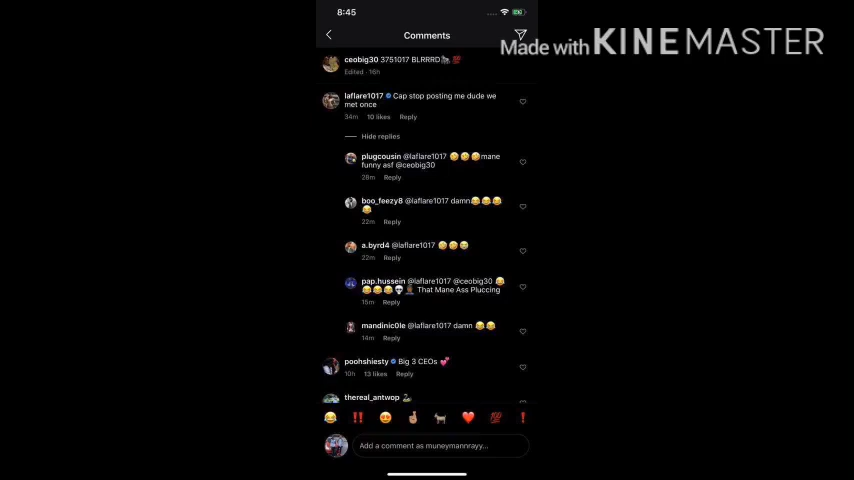 8:45
Comments
Made with KINEMASTER
ceobig30 3751017 BLRRRD🦍💯
Edited · 16h
laflare1017 Cap stop posting me dude we
met once
34m 10 likes Reply
Hide replies
plugcousin @laflare1017 🤣🤣🤣mane
funny asf @ceobig30
28m Reply
boo_feezy8 @laflare1017 damn😂😂😂
😂
22m Reply
a.byrd4 @laflare1017 🤣🤣😭
22m Reply
pap.hussein @laflare1017 @ceobig30 😂
😂😂😂💀🤦🏾‍♂️ That Mane Ass Pluccing
15m Reply
mandinic0le @laflare1017 damn 😂😂
14m Reply
poohshiesty Big 3 CEOs 💕
10h 13 likes Reply
thereal_antwop 🐍
😂 ‼️ 😍 🤞🏽 🐐 ❤️ 💯 ❗
Add a comment as muneymannrayy...